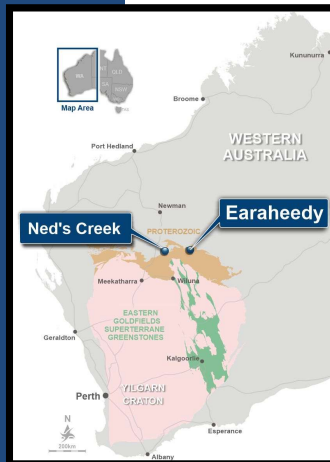 Kununurra
WA
NT
QLD
SA
NSW
Map Area
Broome
WESTERN
AUSTRALIA
Port Hedland
Newman
Earaheedy
Ned's Creek
PROTEROZOIC
Meekatharra
Wiluna
EASTERN
GOLDFIELDS
SUPERTERRANE
GREENSTONES
Geraldton
Kalgoorlie
YILGARN
CRATON
Perth
N
200km
Esperance
Albany